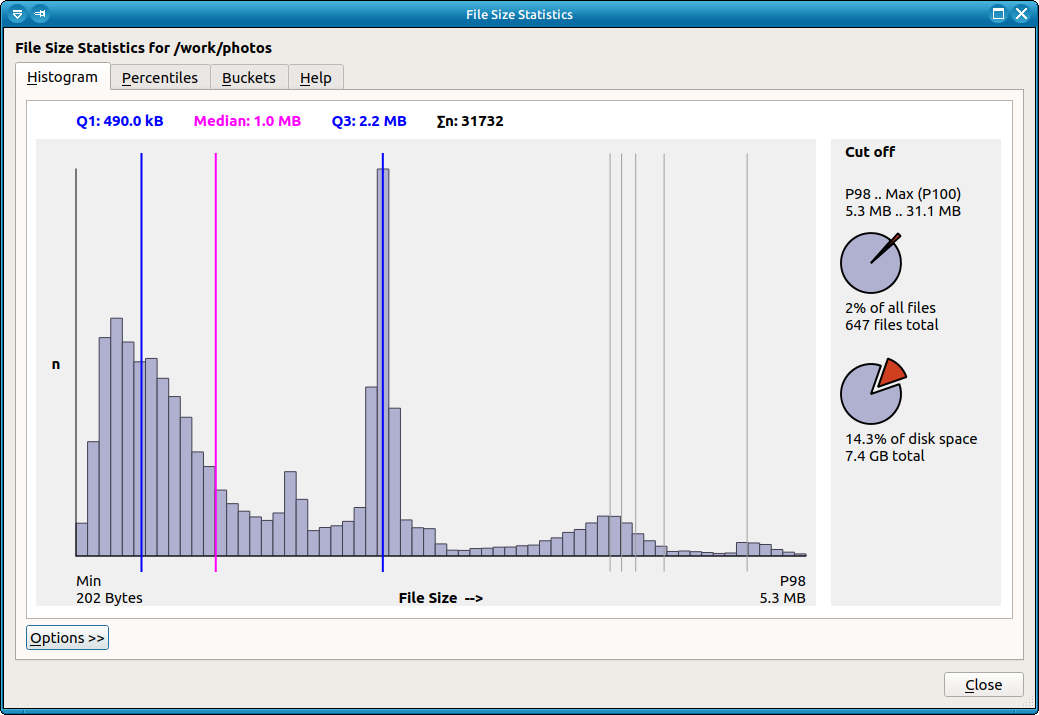 File Size Statistics
File Size Statistics for /work/photos
Histogram Percentiles Buckets Help
Q1: 490.0 kB Median: 1.0 MB Q3: 2.2 MB Σn: 31732
Cut off
P98 .. Max (P100)
5.3 MB .. 31.1 MB
2% of all files
647 files total
n
14.3% of disk space
7.4 GB total
Min P98
202 Bytes File Size --> 5.3 MB
Options >>
Close